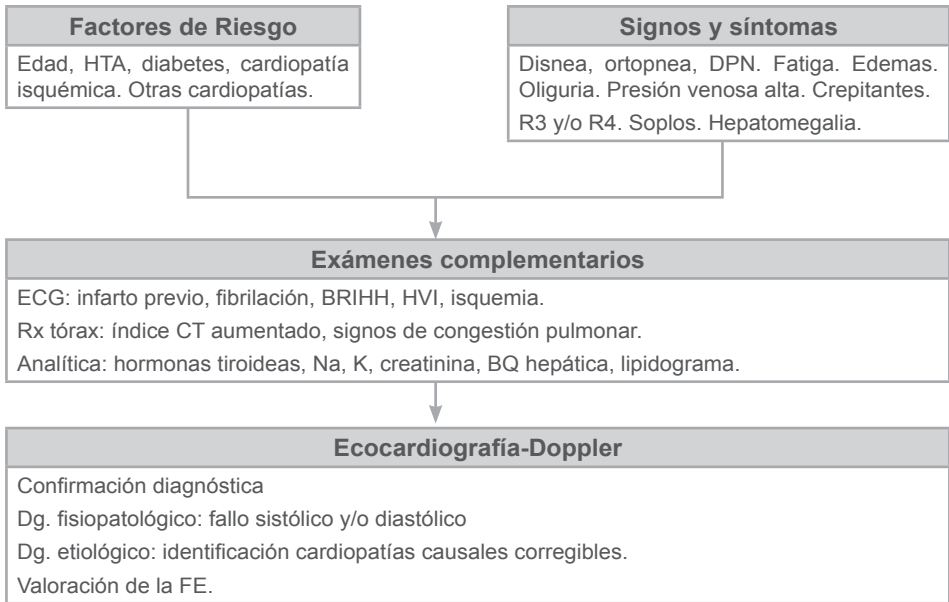 Factores de Riesgo
Edad, HTA, diabetes, cardiopatía
isquémica. Otras cardiopatías.
Signos y síntomas
Disnea, ortopnea, DPN. Fatiga. Edemas.
Oliguria. Presión venosa alta. Crepitantes.
R3 y/o R4. Soplos. Hepatomegalia.
Exámenes complementarios
ECG: infarto previo, fibrilación, BRIHH, HVI, isquemia.
Rx tórax: índice CT aumentado, signos de congestión pulmonar.
Analítica: hormonas tiroideas, Na, K, creatinina, BQ hepática, lipidograma.
Ecocardiografía-Doppler
Confirmación diagnóstica
Dg. fisiopatológico: fallo sistólico y/o diastólico
Dg. etiológico: identificación cardiopatías causales corregibles.
Valoración de la FE.